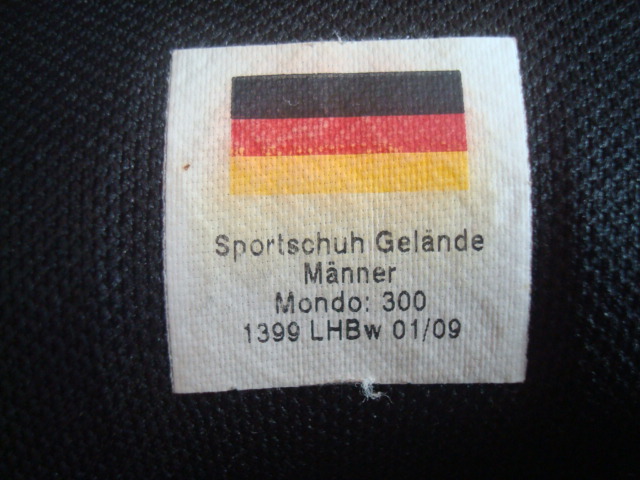 Sportschuh Gelände
Männer
Mondo: 300
1399 LHBw 01/09